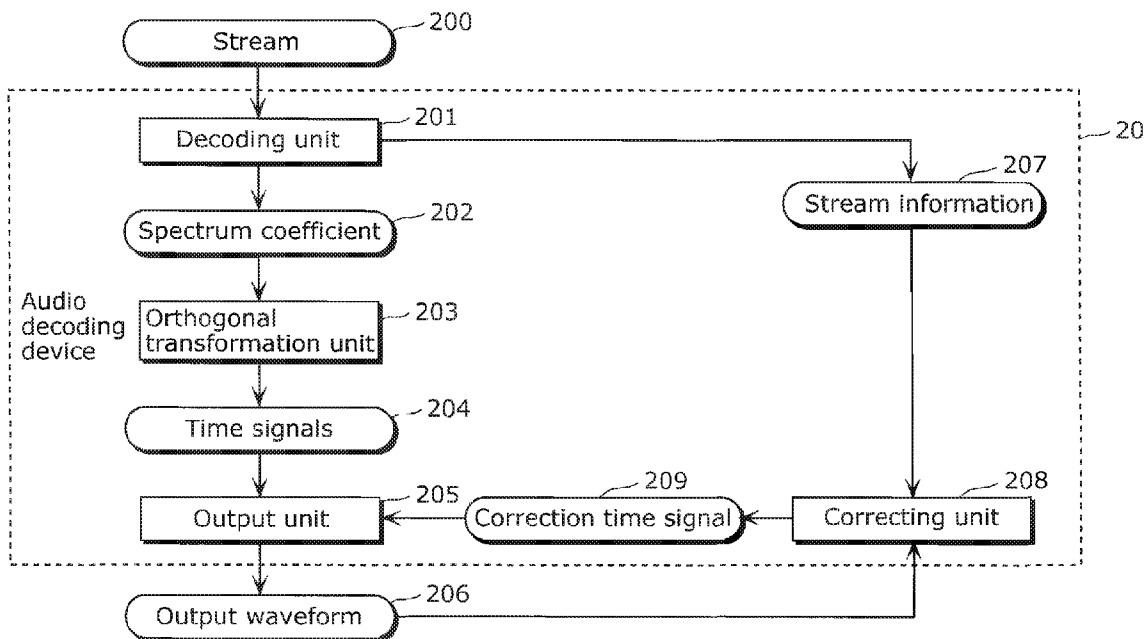 200
Stream
201
Decoding unit
20
207
Stream information
202
Spectrum coefficient
203
Orthogonal
transformation unit
Audio
decoding
device
204
Time signals
205
Output unit
209
Correction time signal
208
Correcting unit
206
Output waveform